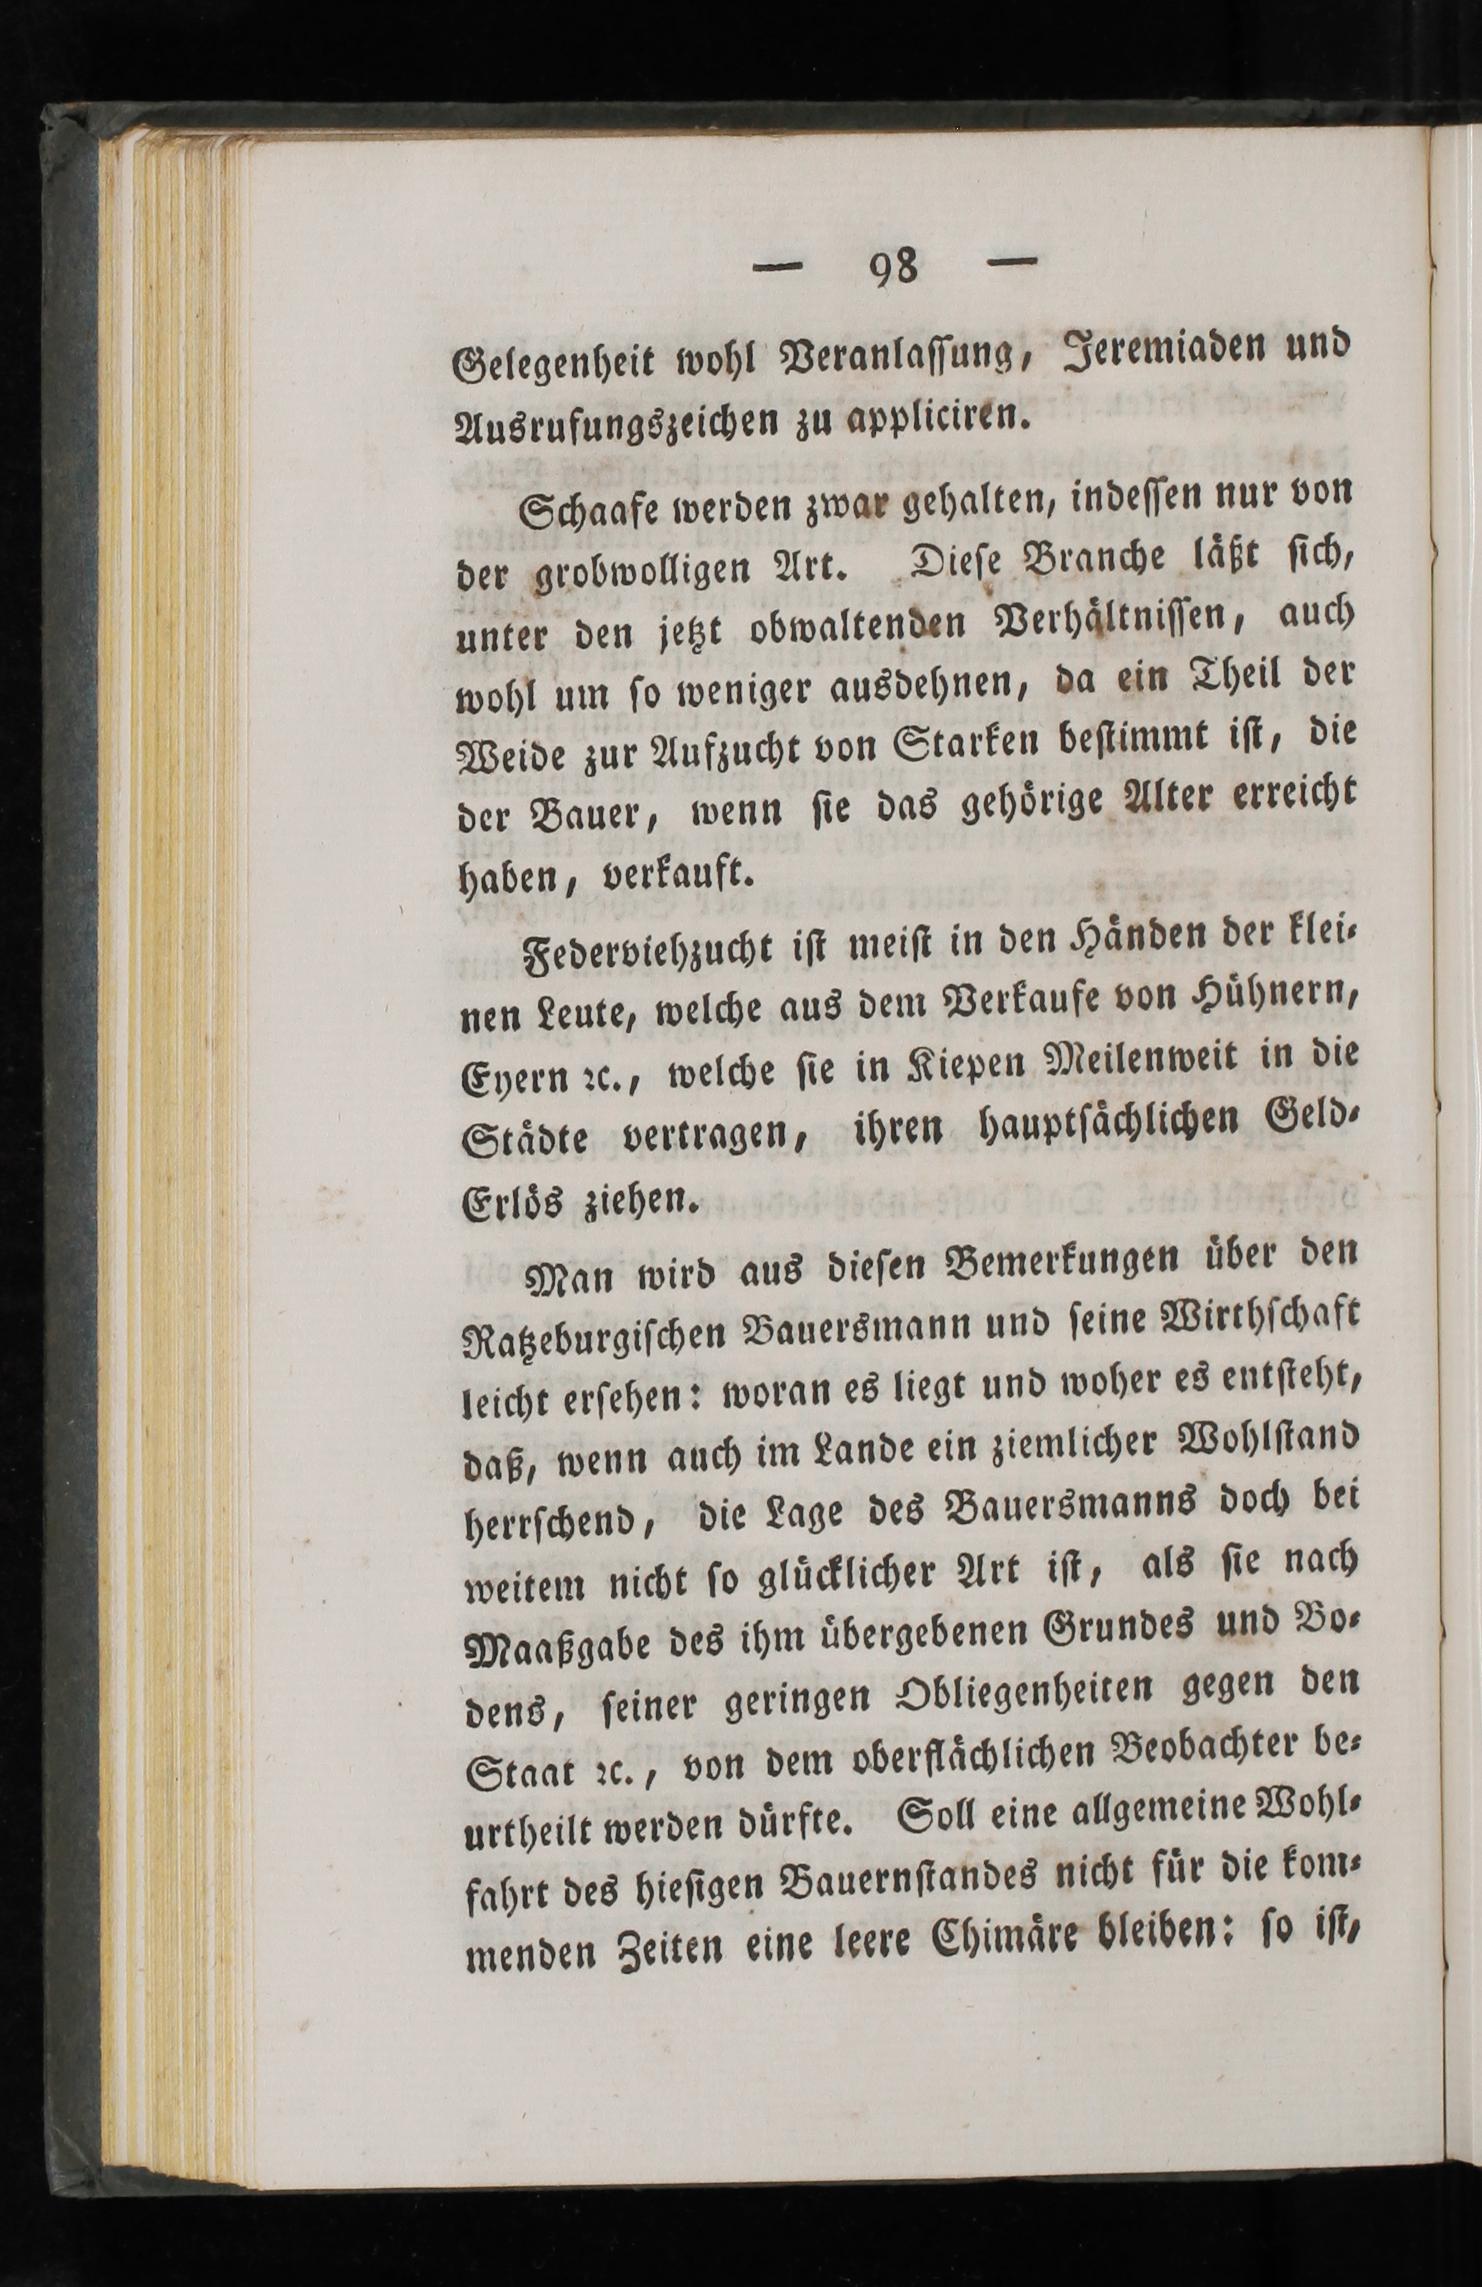 — 98 —
Gelegenheit wohl Veranlaſſung, Jeremiaden und
Ausrufungszeichen zu appliciren.
Schaafe werden zwar gehalten, indeſſen nur von
der grobwolligen Art. Dieſe Branche läßt ſich,
unter den jetzt obwaltenden Verhältniſſen, auch
wohl um ſo weniger ausdehnen, da ein Theil der
Weide zur Aufzucht von Starken beſtimmt iſt, die
der Bauer, wenn ſie das gehörige Alter erreicht
haben, verkauft.
Federviehzucht iſt meiſt in den Händen der klei⸗
nen Leute, welche aus dem Verkaufe von Hühnern,
Eyern ꝛc., welche ſie in Kiepen Meilenweit in die
Städte vertragen, ihren hauptſächlichen Geld⸗
Erlös ziehen.
Man wird aus dieſen Bemerkungen über den
Ratzeburgiſchen Bauersmann und ſeine Wirthſchaft
leicht erſehen: woran es liegt und woher es entſteht,
daß, wenn auch im Lande ein ziemlicher Wohlſtand
herrſchend, die Lage des Bauersmanns doch bei
weitem nicht ſo glücklicher Art iſt, als ſie nach
Maaßgabe des ihm übergebenen Grundes und Bo⸗
dens, ſeiner geringen Obliegenheiten gegen den
Staat ꝛc., von dem oberflächlichen Beobachter be⸗
urtheilt werden dürfte. Soll eine allgemeine Wohl⸗
fahrt des hieſigen Bauernſtandes nicht für die kom⸗
menden Zeiten eine leere Chimäre bleiben: ſo iſt,